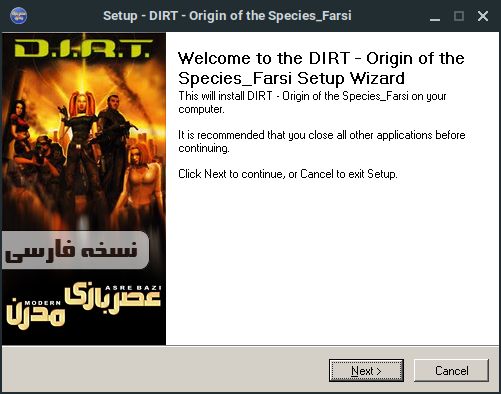 Setup - DIRT - Origin of the Species_Farsi
D.I.R.T.
نسخه فارسی
ASRE BAZI
عصر بازی
MODERN
مدرن
Welcome to the DIRT - Origin of the
Species_Farsi Setup Wizard
This will install DIRT - Origin of the Species_Farsi on your
computer.
It is recommended that you close all other applications before
continuing.
Click Next to continue, or Cancel to exit Setup.
Next >
Cancel